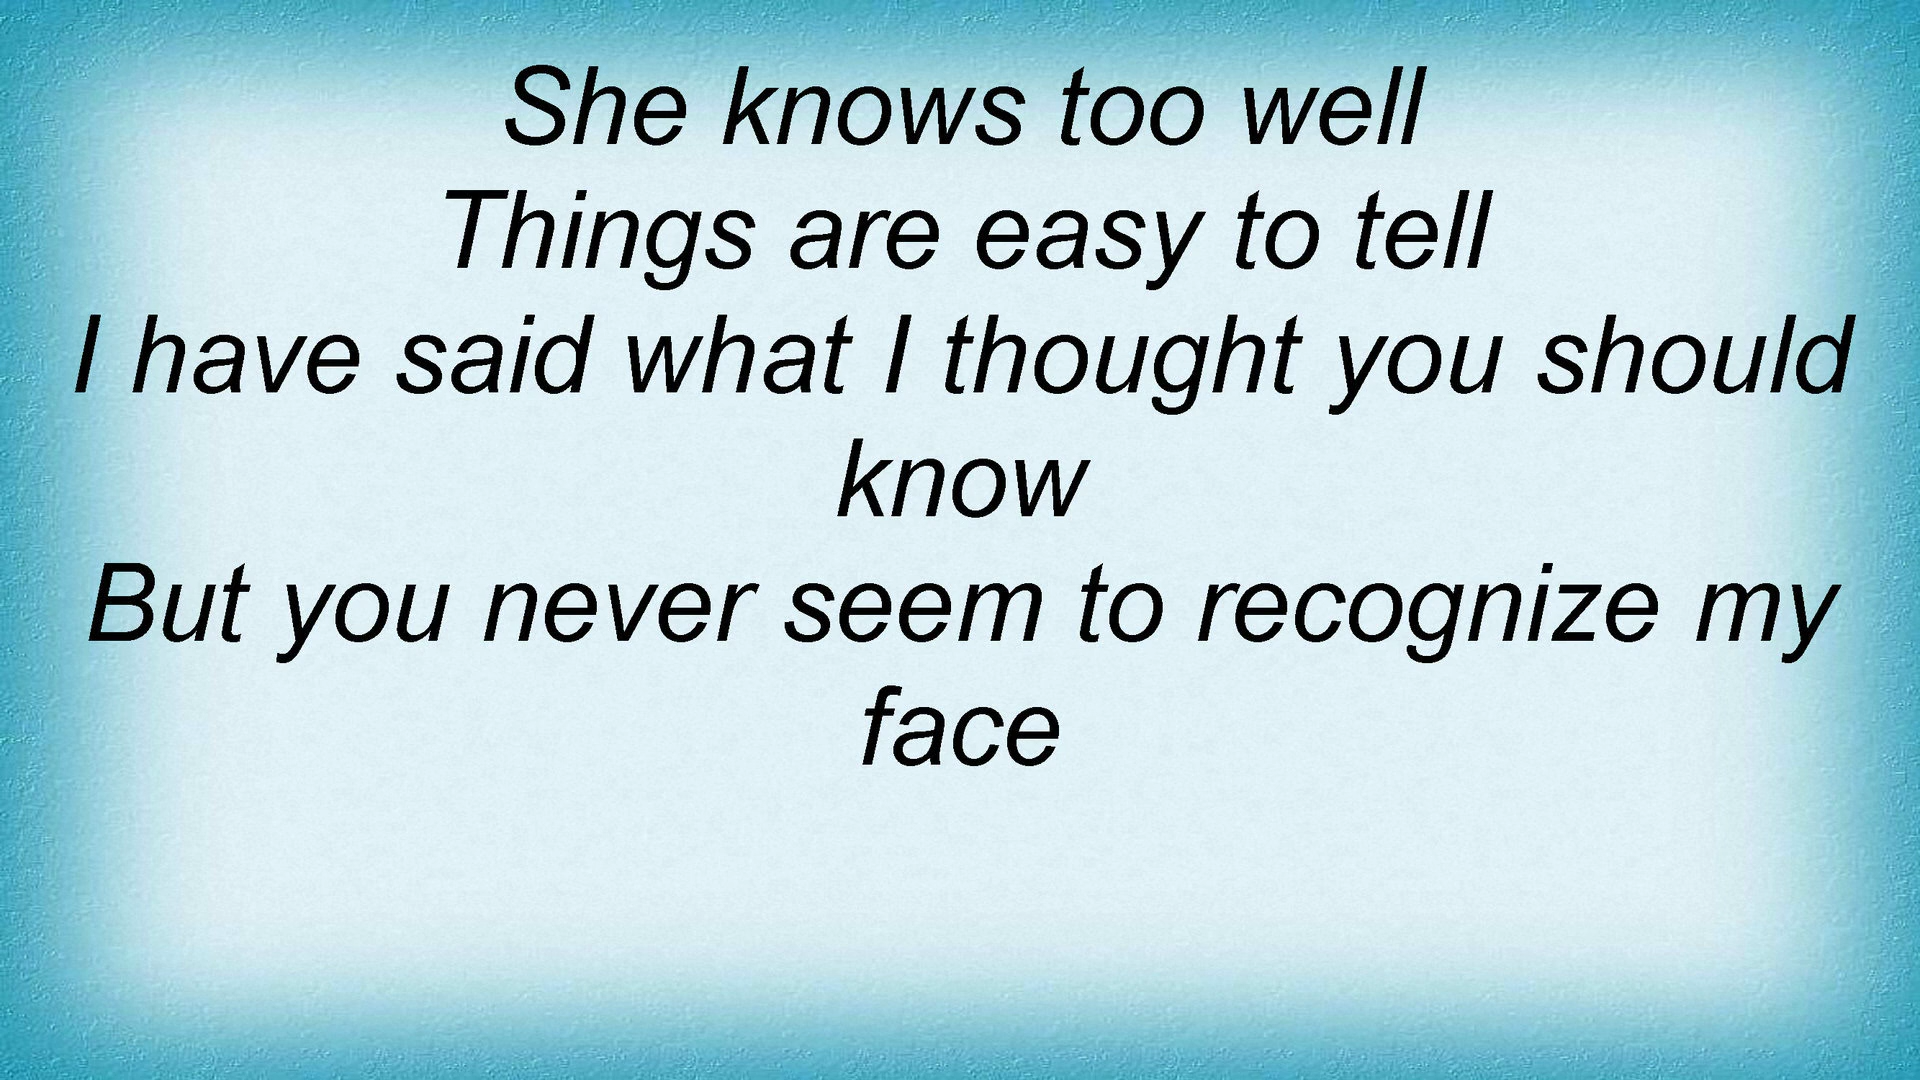 She knows too well
Things are easy to tell
I have said what I thought you should
know
But you never seem to recognize my
face